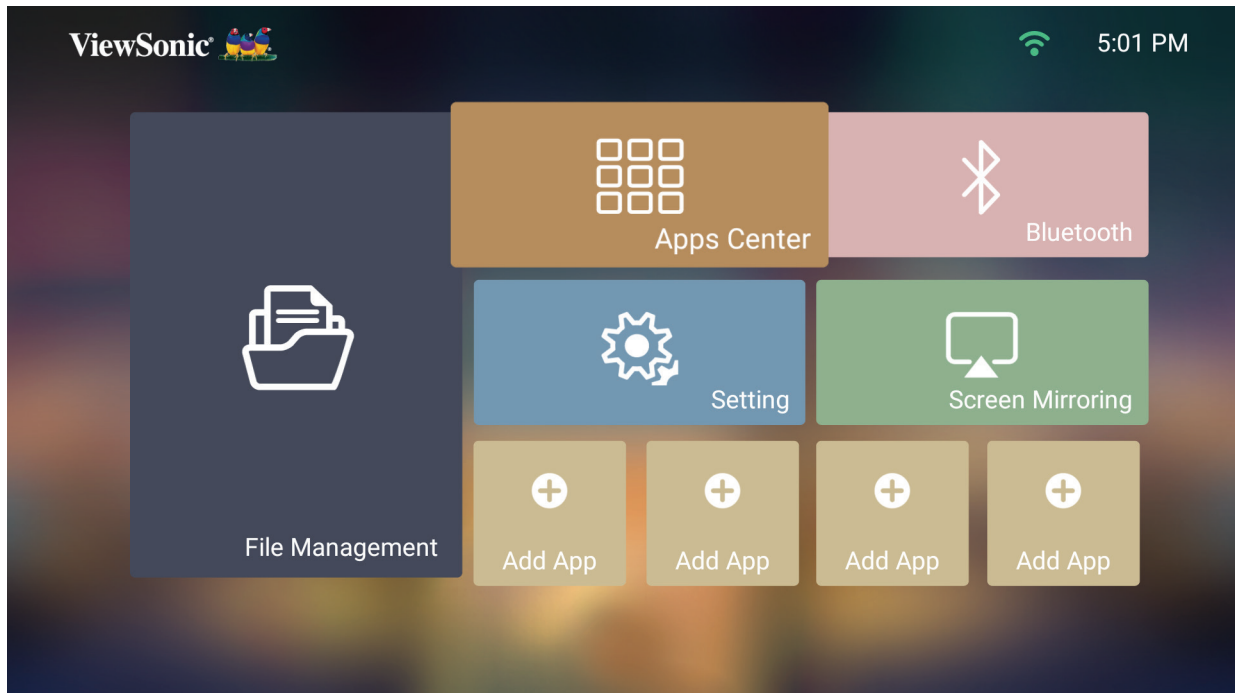 ViewSonic®
5:01 PM
Apps Center
Bluetooth
Setting
Screen Mirroring
File Management
Add App
Add App
Add App
Add App